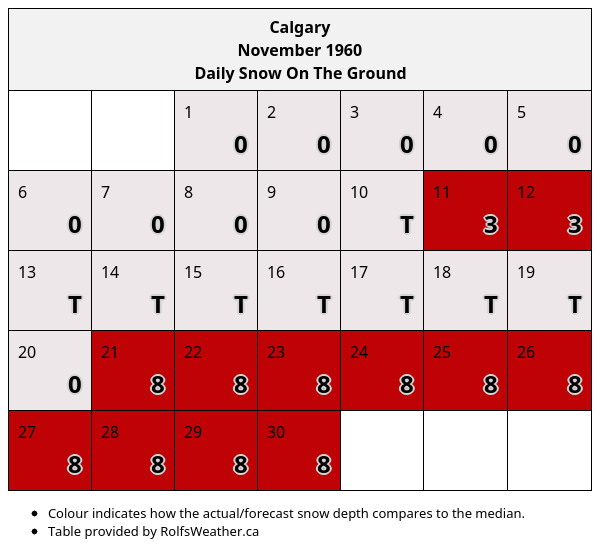 Calgary
November 1960
Daily Snow On The Ground
1 2 3 4 5
0 0 0 0 0
6 7 8 9 10 11 12
0 0 0 0 T 3 3
13 14 15 16 17 18 19
T T T T T T T
20 21 22 23 24 25 26
0 8 8 8 8 8 8
27 28 29 30
8 8 8 8
• Colour indicates how the actual/forecast snow depth compares to the median.
• Table provided by RolfsWeather.ca